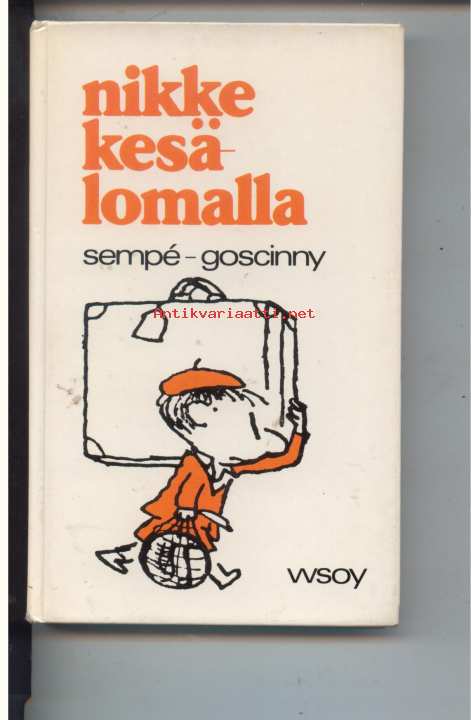 nikke
kesä-
lomalla
sempé-goscinny
Antikvariaatti.net
wsoy